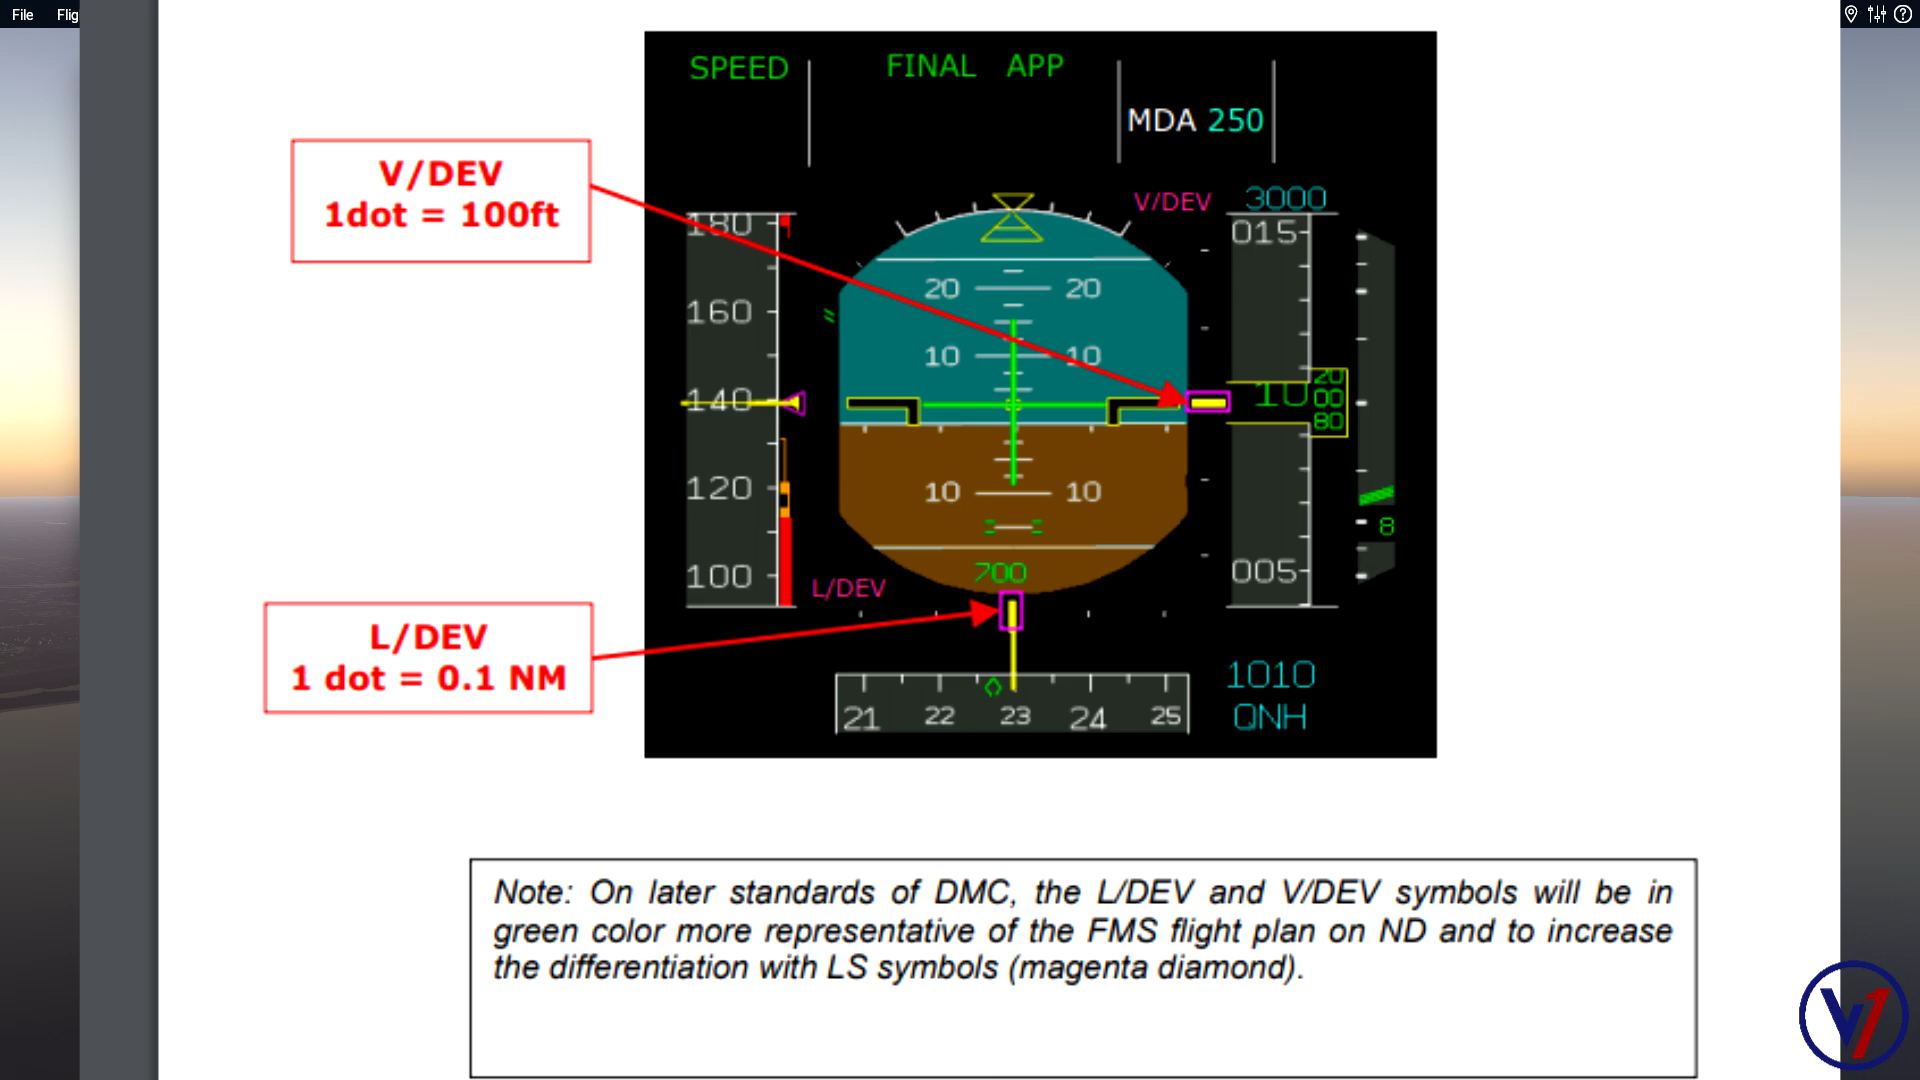 File Flig
SPEED FINAL APP
MDA 250
V/DEV
1dot = 100ft
V/DEV 3000
180
160
140
120
100
015
10
20
00
80
005
20 20
10 10
10 10
700
8
L/DEV
L/DEV
1 dot = 0.1 NM
21 22 23 24 25
1010
QNH
Note: On later standards of DMC, the L/DEV and V/DEV symbols will be in
green color more representative of the FMS flight plan on ND and to increase
the differentiation with LS symbols (magenta diamond).
V1